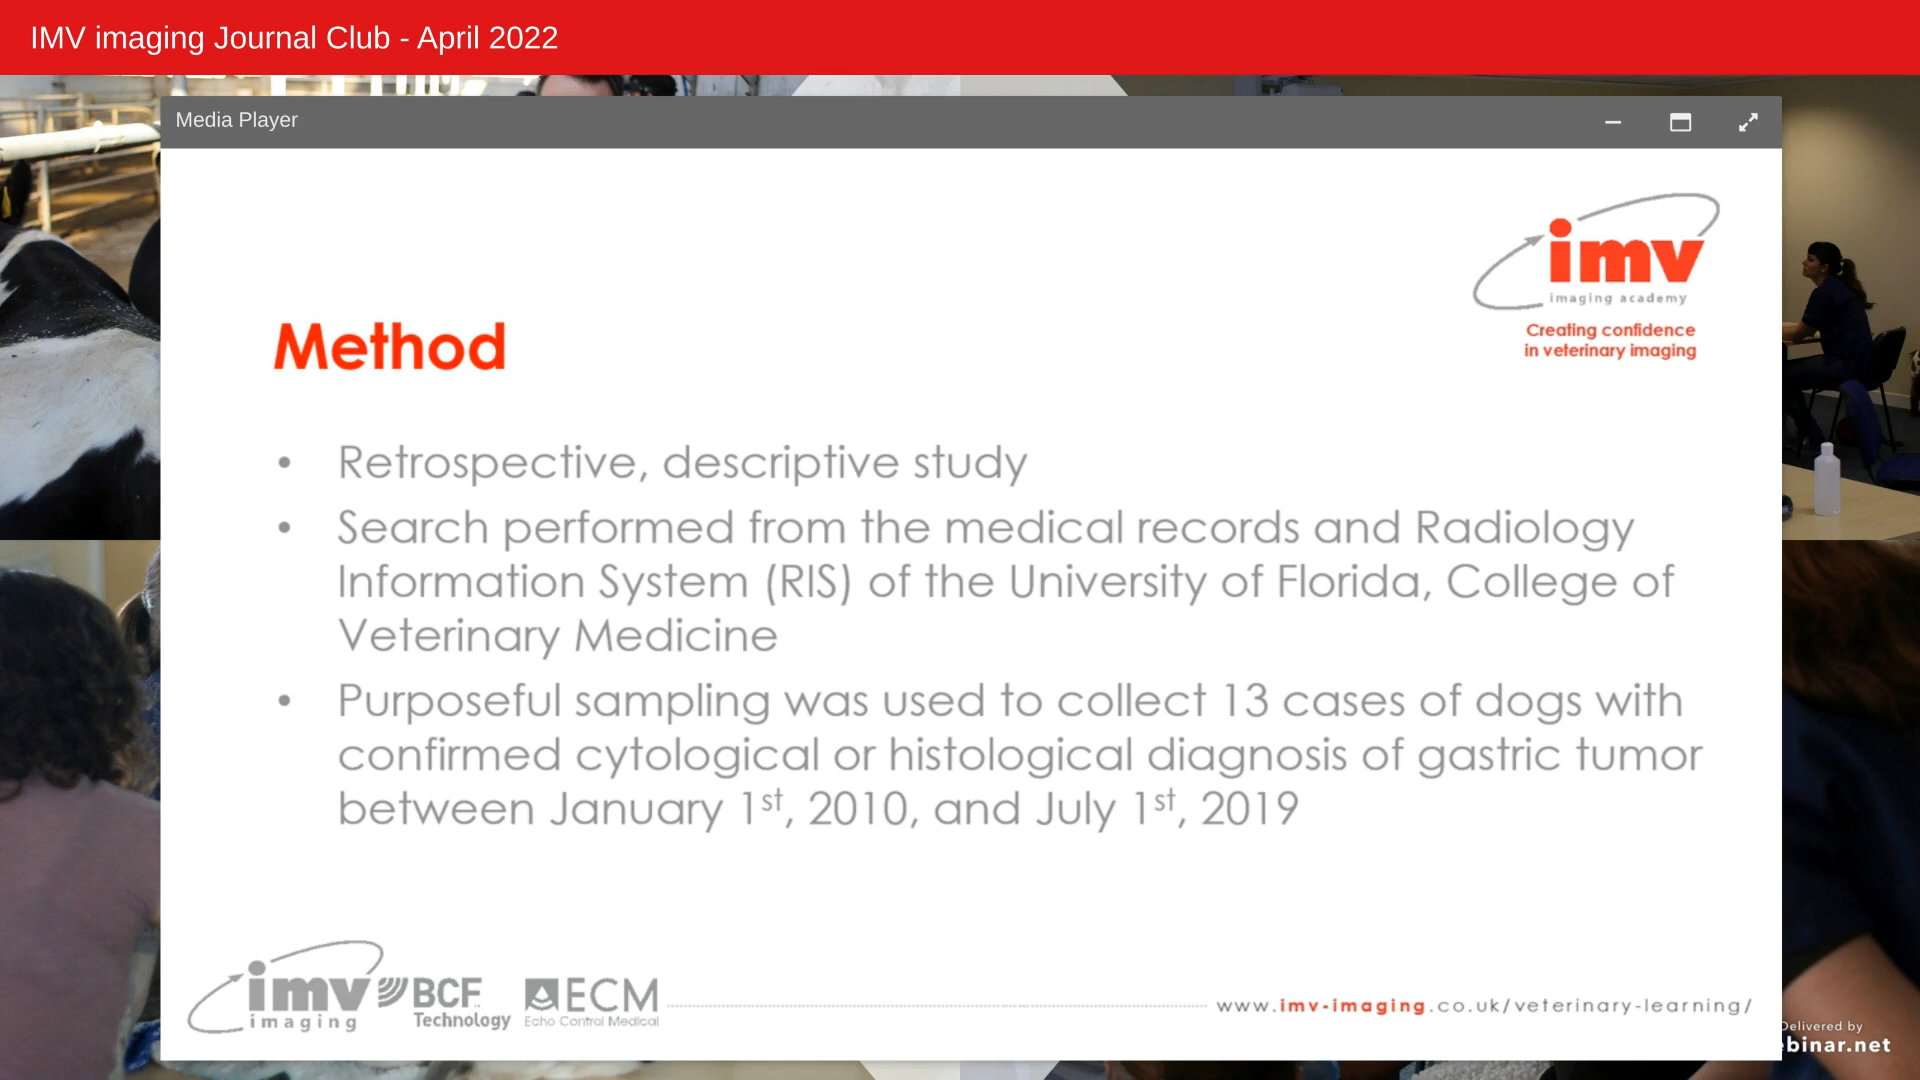 IMV imaging Journal Club - April 2022
Media Player
imv
imaging academy
Creating confidence
in veterinary imaging
Method
• Retrospective, descriptive study
• Search performed from the medical records and Radiology
Information System (RIS) of the University of Florida, College of
Veterinary Medicine
• Purposeful sampling was used to collect 13 cases of dogs with
confirmed cytological or histological diagnosis of gastric tumor
between January 1st, 2010, and July 1st, 2019
imv imaging
BCF Technology
ECM
Echo Control Medical
www.imv-imaging.co.uk/veterinary-learning/
Delivered by
ebinar.net